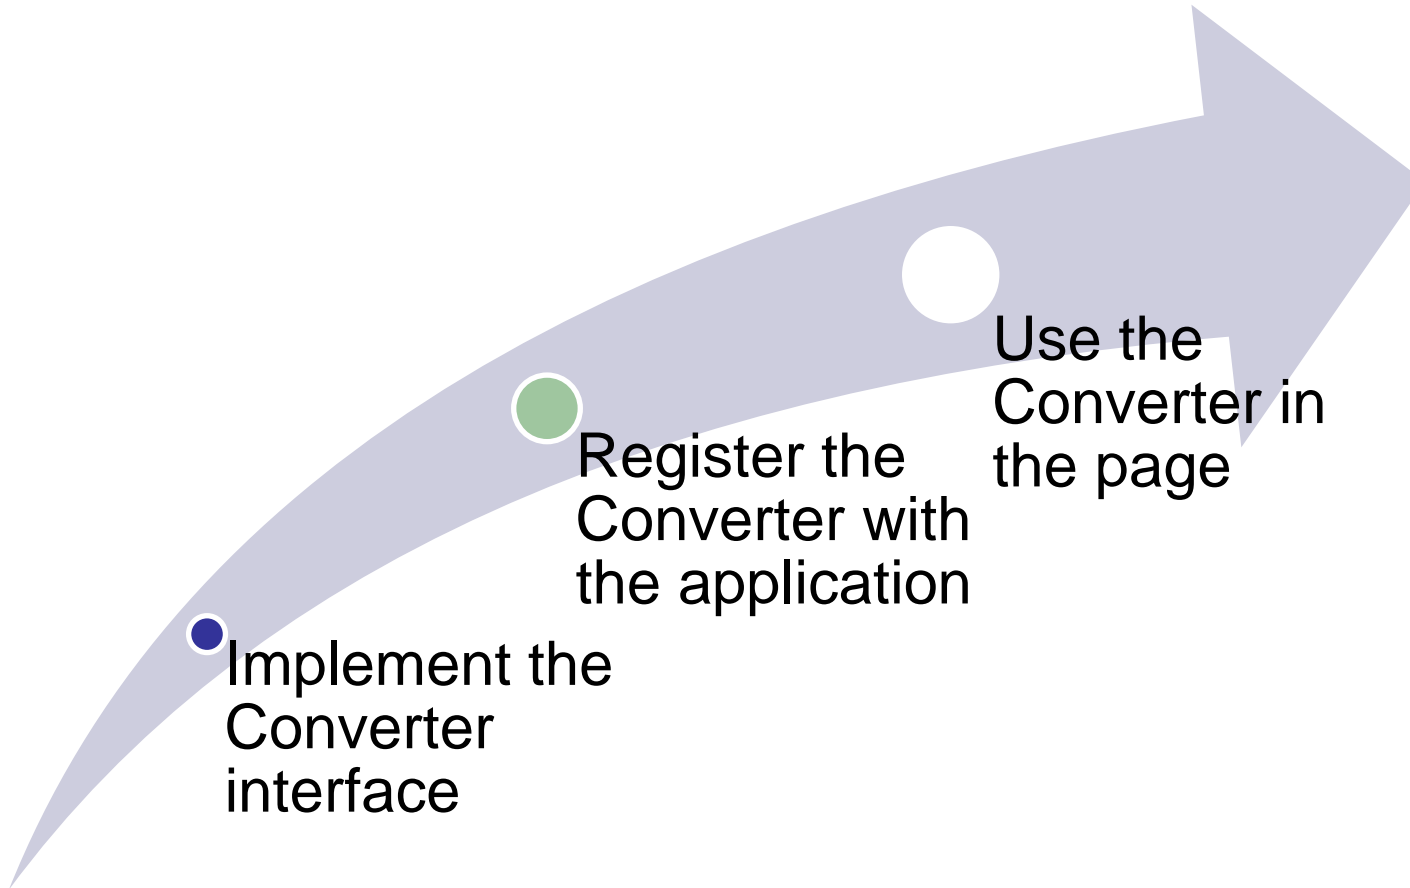 Implement the
Converter
interface
Register the
Converter with
the application
Use the
Converter in
the page